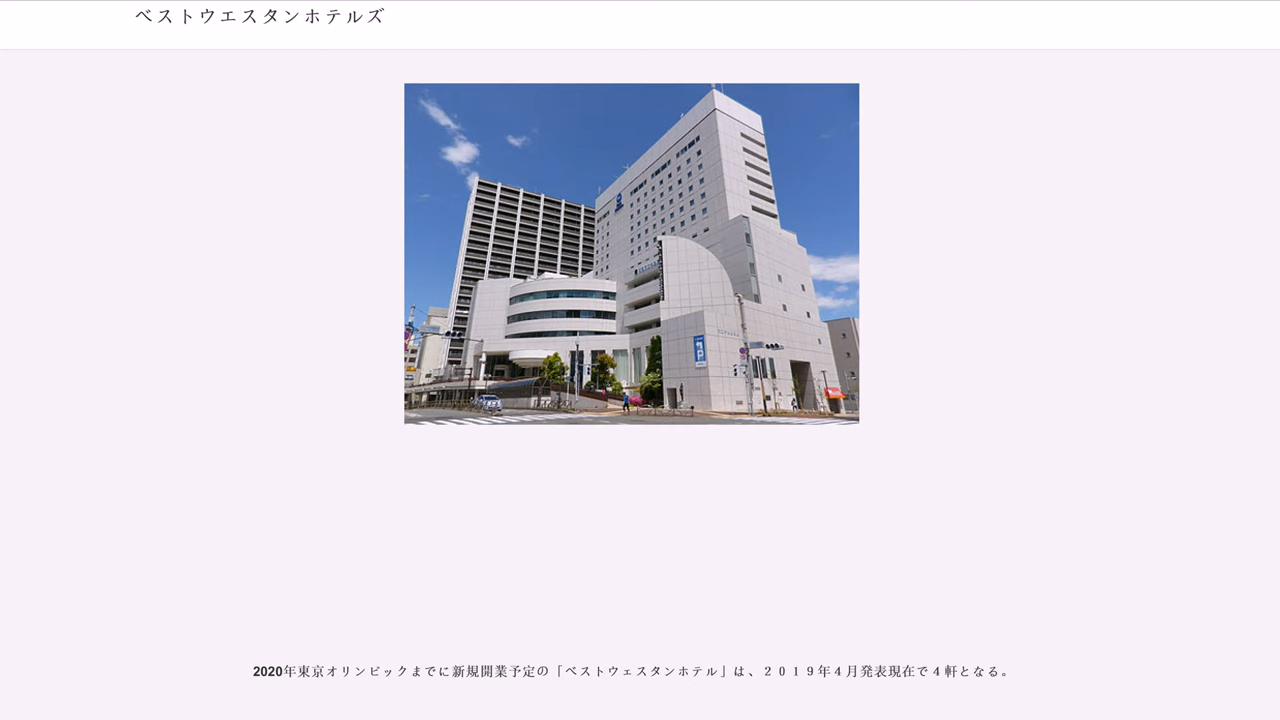 ベストウエスタンホテルズ
P
2020年東京オリンピックまでに新規開業予定の「ベストウェスタンホテル」は、２０１９年４月発表現在で４軒となる。